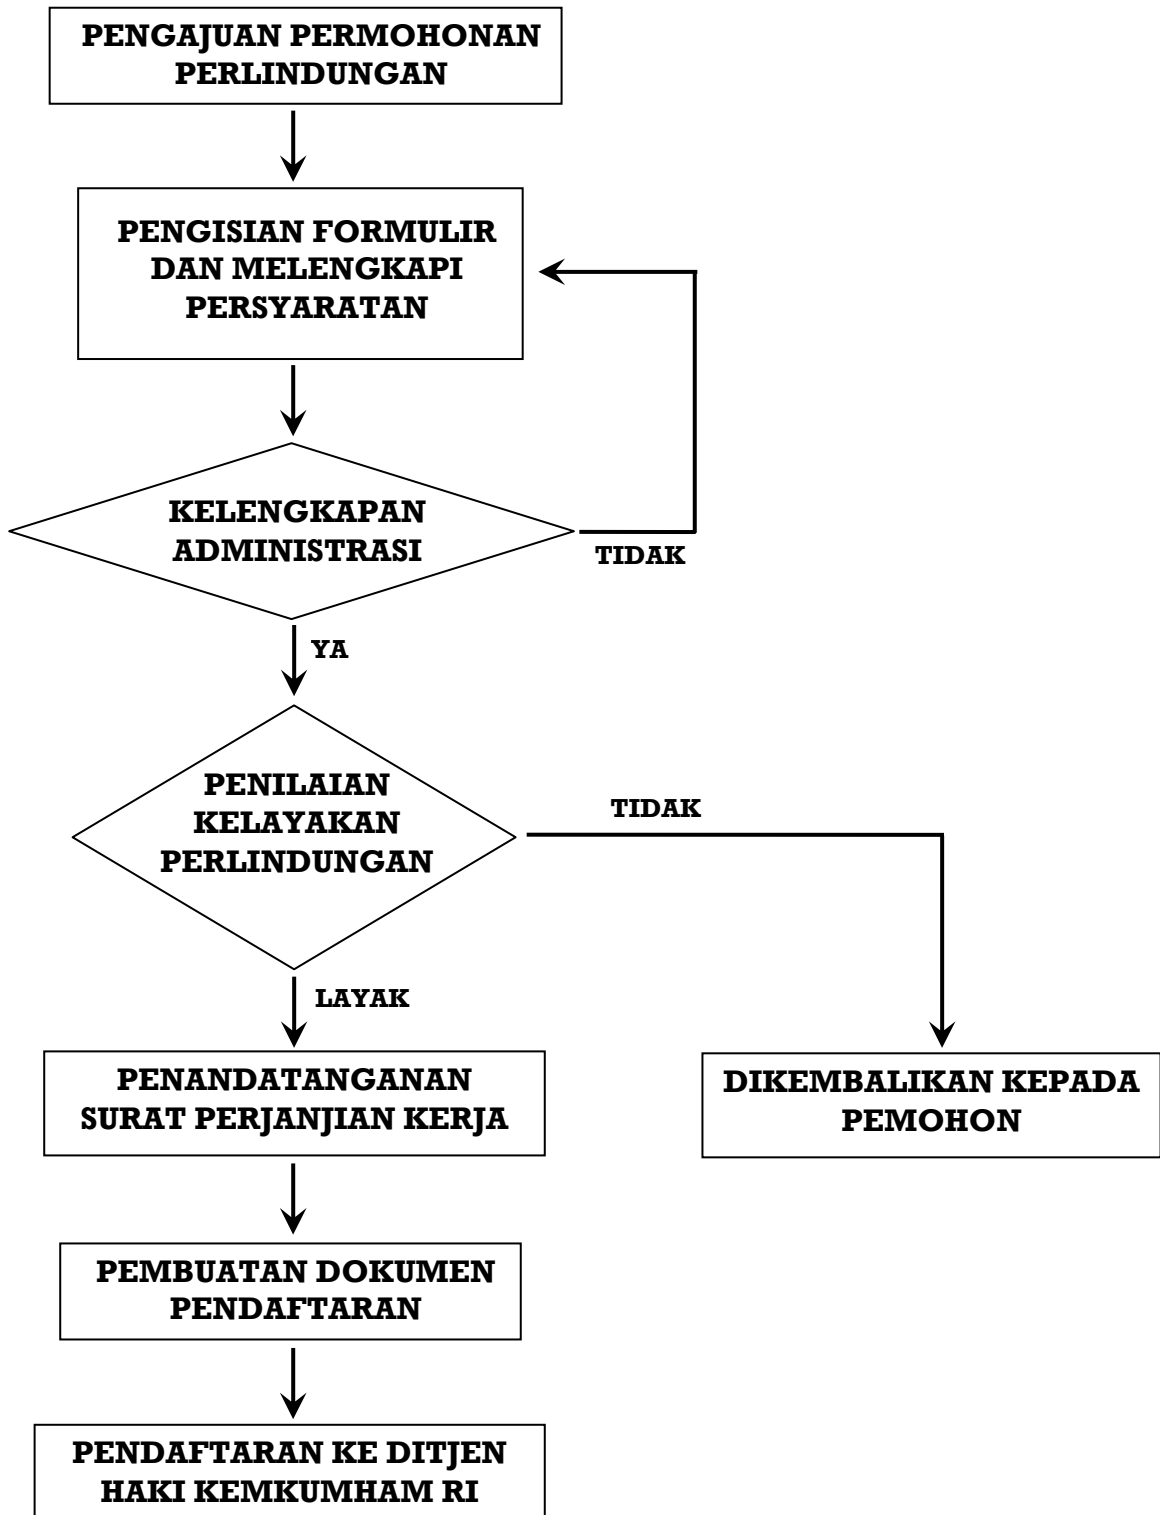 PENGAJUAN PERMOHONAN
PERLINDUNGAN
PENGISIAN FORMULIR
DAN MELENGKAPI
PERSYARATAN
KELENGKAPAN
ADMINISTRASI
TIDAK
YA
PENILAIAN
KELAYAKAN
PERLINDUNGAN
TIDAK
LAYAK
PENANDATANGANAN
SURAT PERJANJIAN KERJA
DIKEMBALIKAN KEPADA
PEMOHON
PEMBUATAN DOKUMEN
PENDAFTARAN
PENDAFTARAN KE DITJEN
HAKI KEMKUMHAM RI